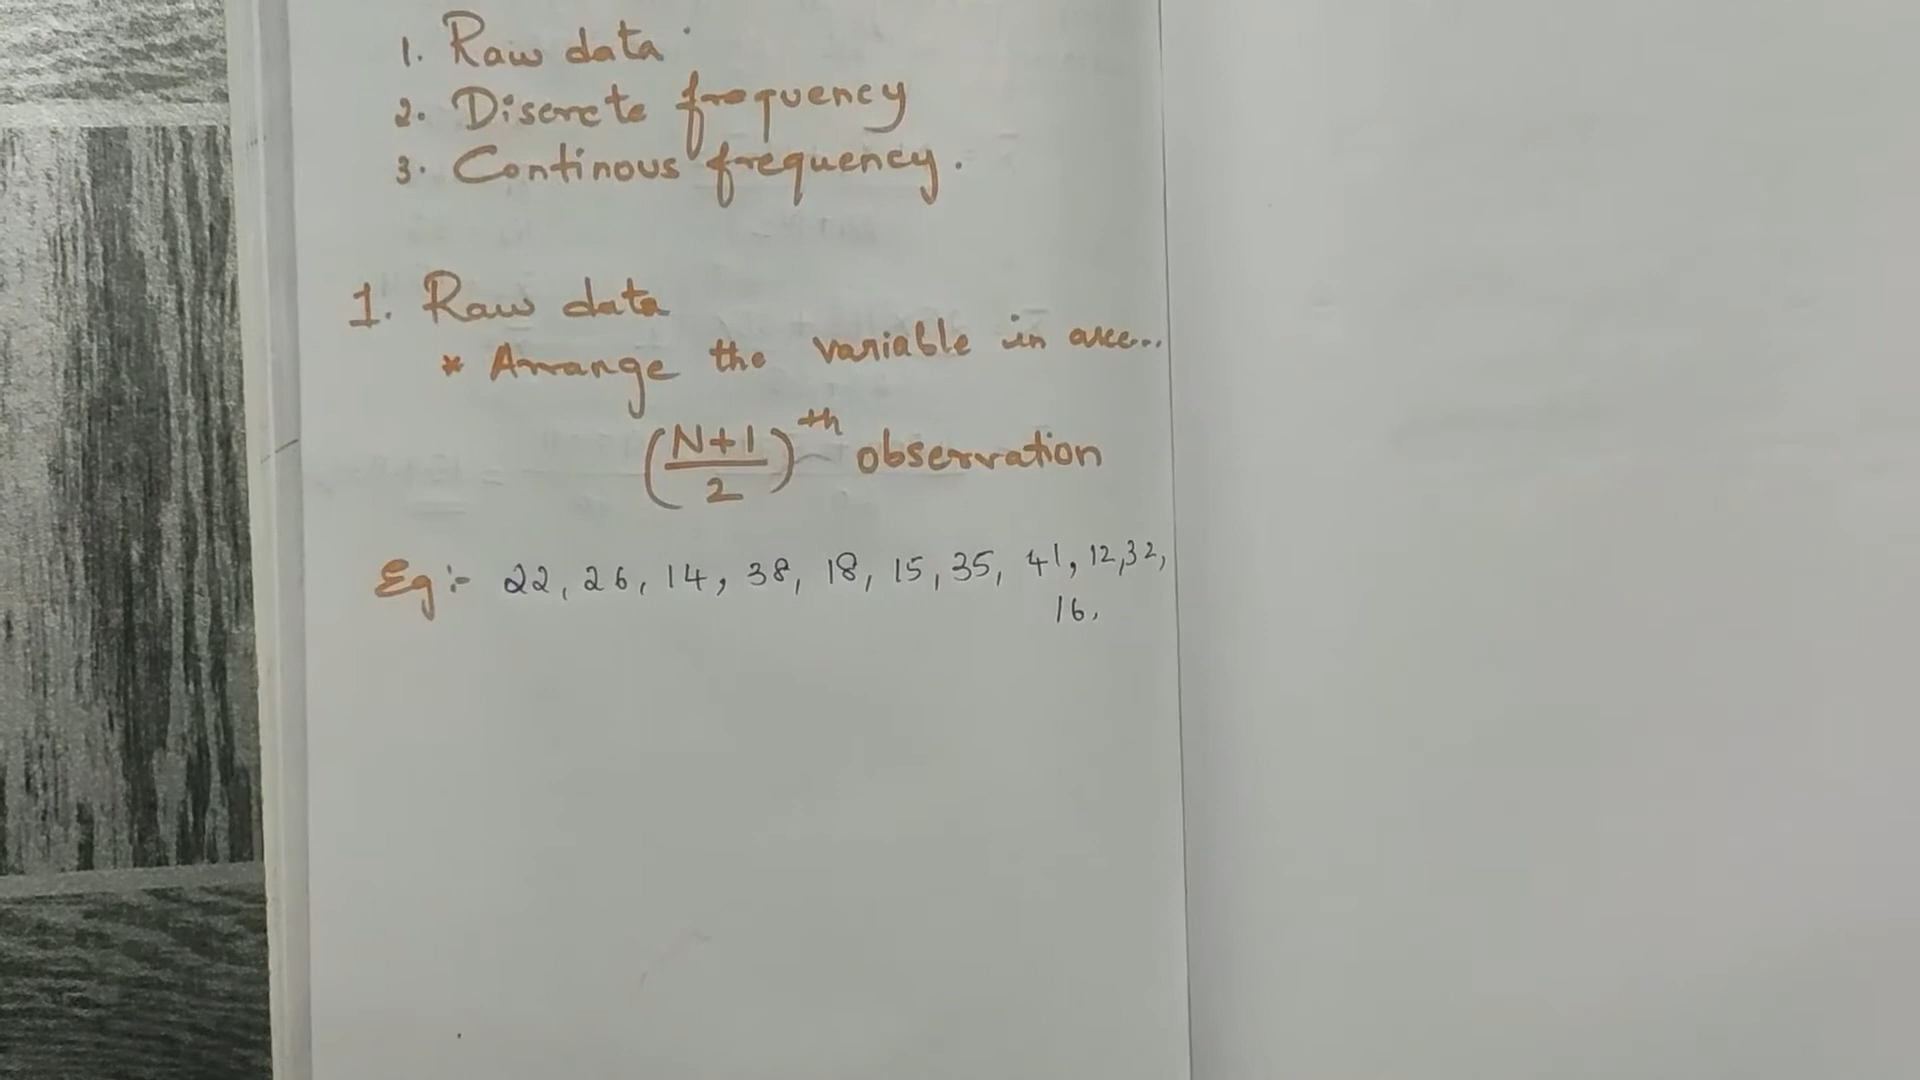 1. Raw data
2. Discrete frequency
3. Continous frequency.
1. Raw data
* Arrange the variable in asce...
(N+1/2)th observation
Eg:- 22, 26, 14, 38, 18, 15, 35, 41, 12, 32,
16,